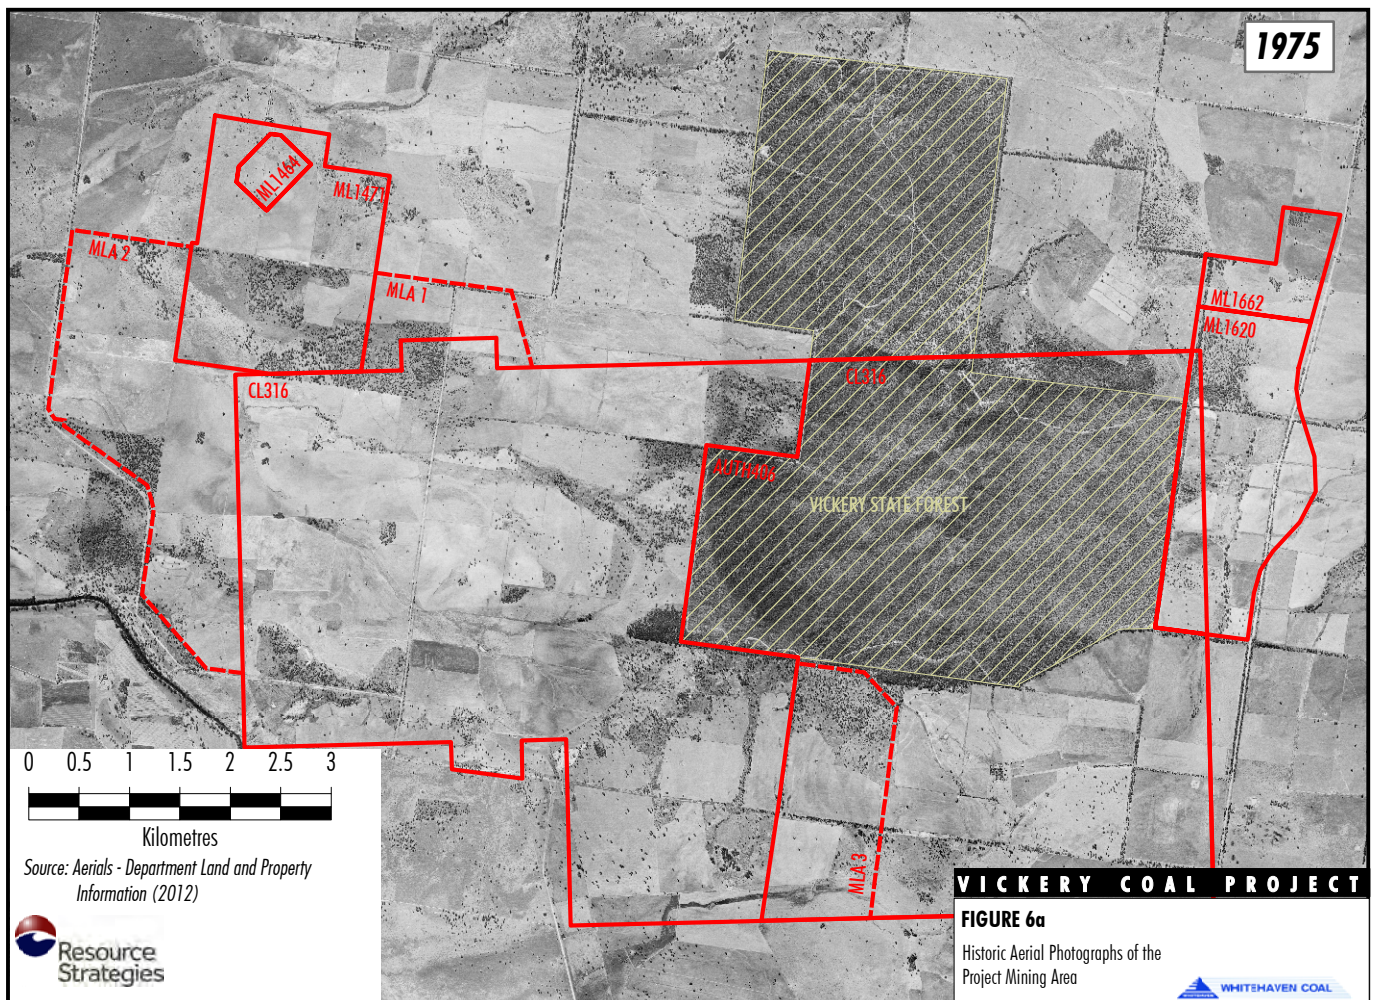 1975
ML1464
ML1471
MLA 2
MLA 1
ML1662
ML1620
CL316
CL316
AUTH406
VICKERY STATE FOREST
MLA 3
0 0.5 1 1.5 2 2.5 3
Kilometres
Source: Aerials - Department Land and Property
Information (2012)
Resource
Strategies
VICKERY COAL PROJECT
FIGURE 6a
Historic Aerial Photographs of the
Project Mining Area
WHITEHAVEN COAL